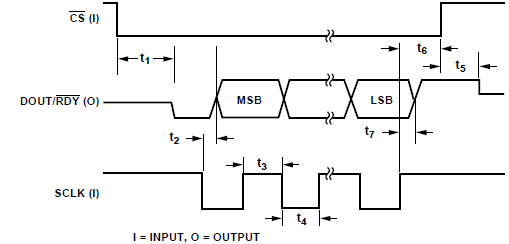 CS (I)
t1
t6
t5
DOUT/RDY (O)
MSB
LSB
t2
t7
t3
SCLK (I)
t4
I = INPUT, O = OUTPUT